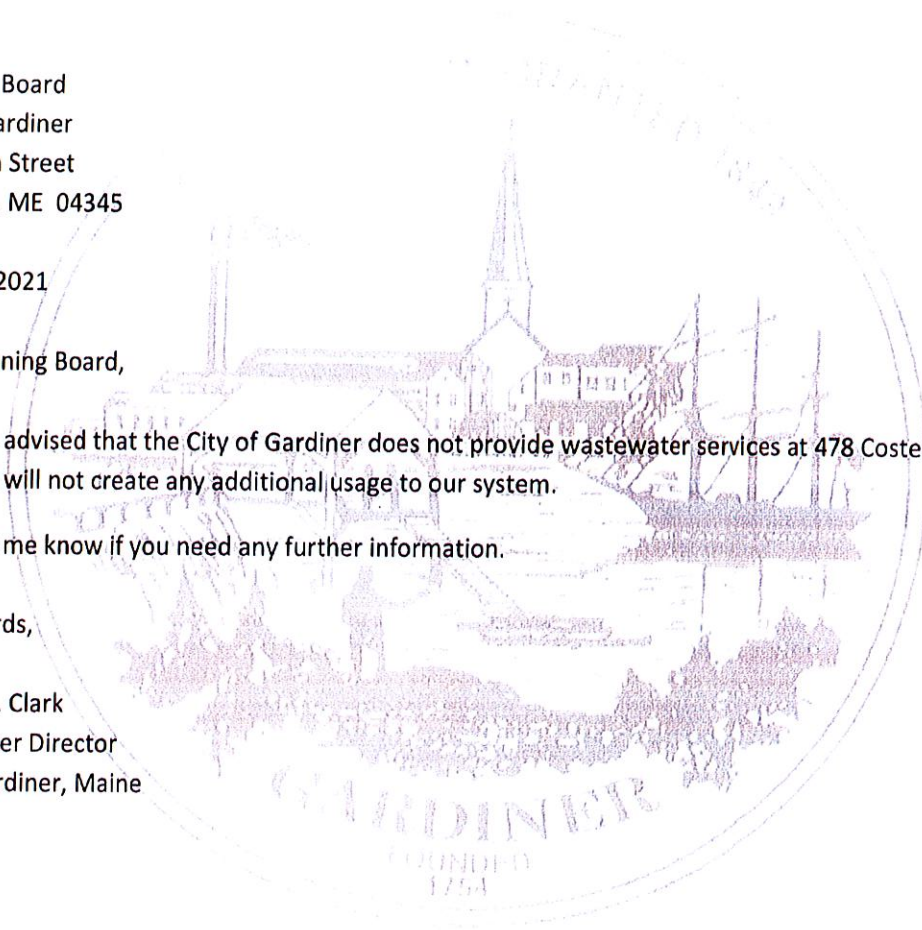 Board
ardiner
Street
ME 04345
2021
ning Board,
advised that the City of Gardiner does not provide wastewater services at 478 Coste
will not create any additional usage to our system.
me know if you need any further information.
rds,
Clark
er Director
rdiner, Maine
GARDINER
FOUNDED
1754